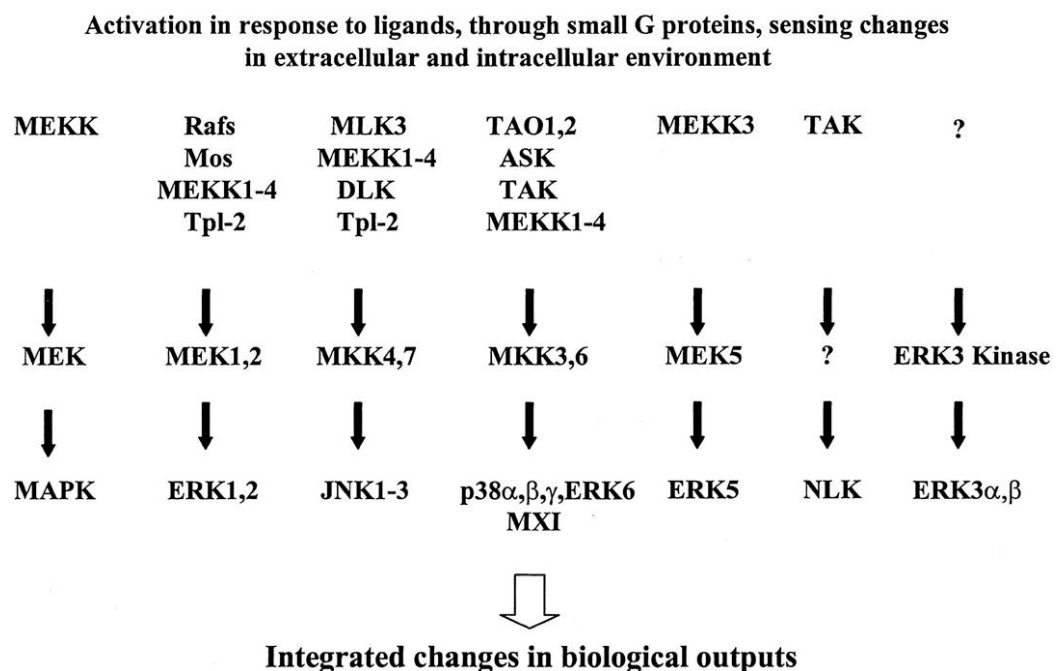 Activation in response to ligands, through small G proteins, sensing changes
in extracellular and intracellular environment
MEKK Rafs MLK3 TAO1,2 MEKK3 TAK ?
Mos MEKK1-4 ASK
MEKK1-4 DLK TAK
Tpl-2 Tpl-2 MEKK1-4
MEK MEK1,2 MKK4,7 MKK3,6 MEK5 ? ERK3 Kinase
MAPK ERK1,2 JNK1-3 p38α,β,γ,ERK6 ERK5 NLK ERK3α,β
MXI
Integrated changes in biological outputs